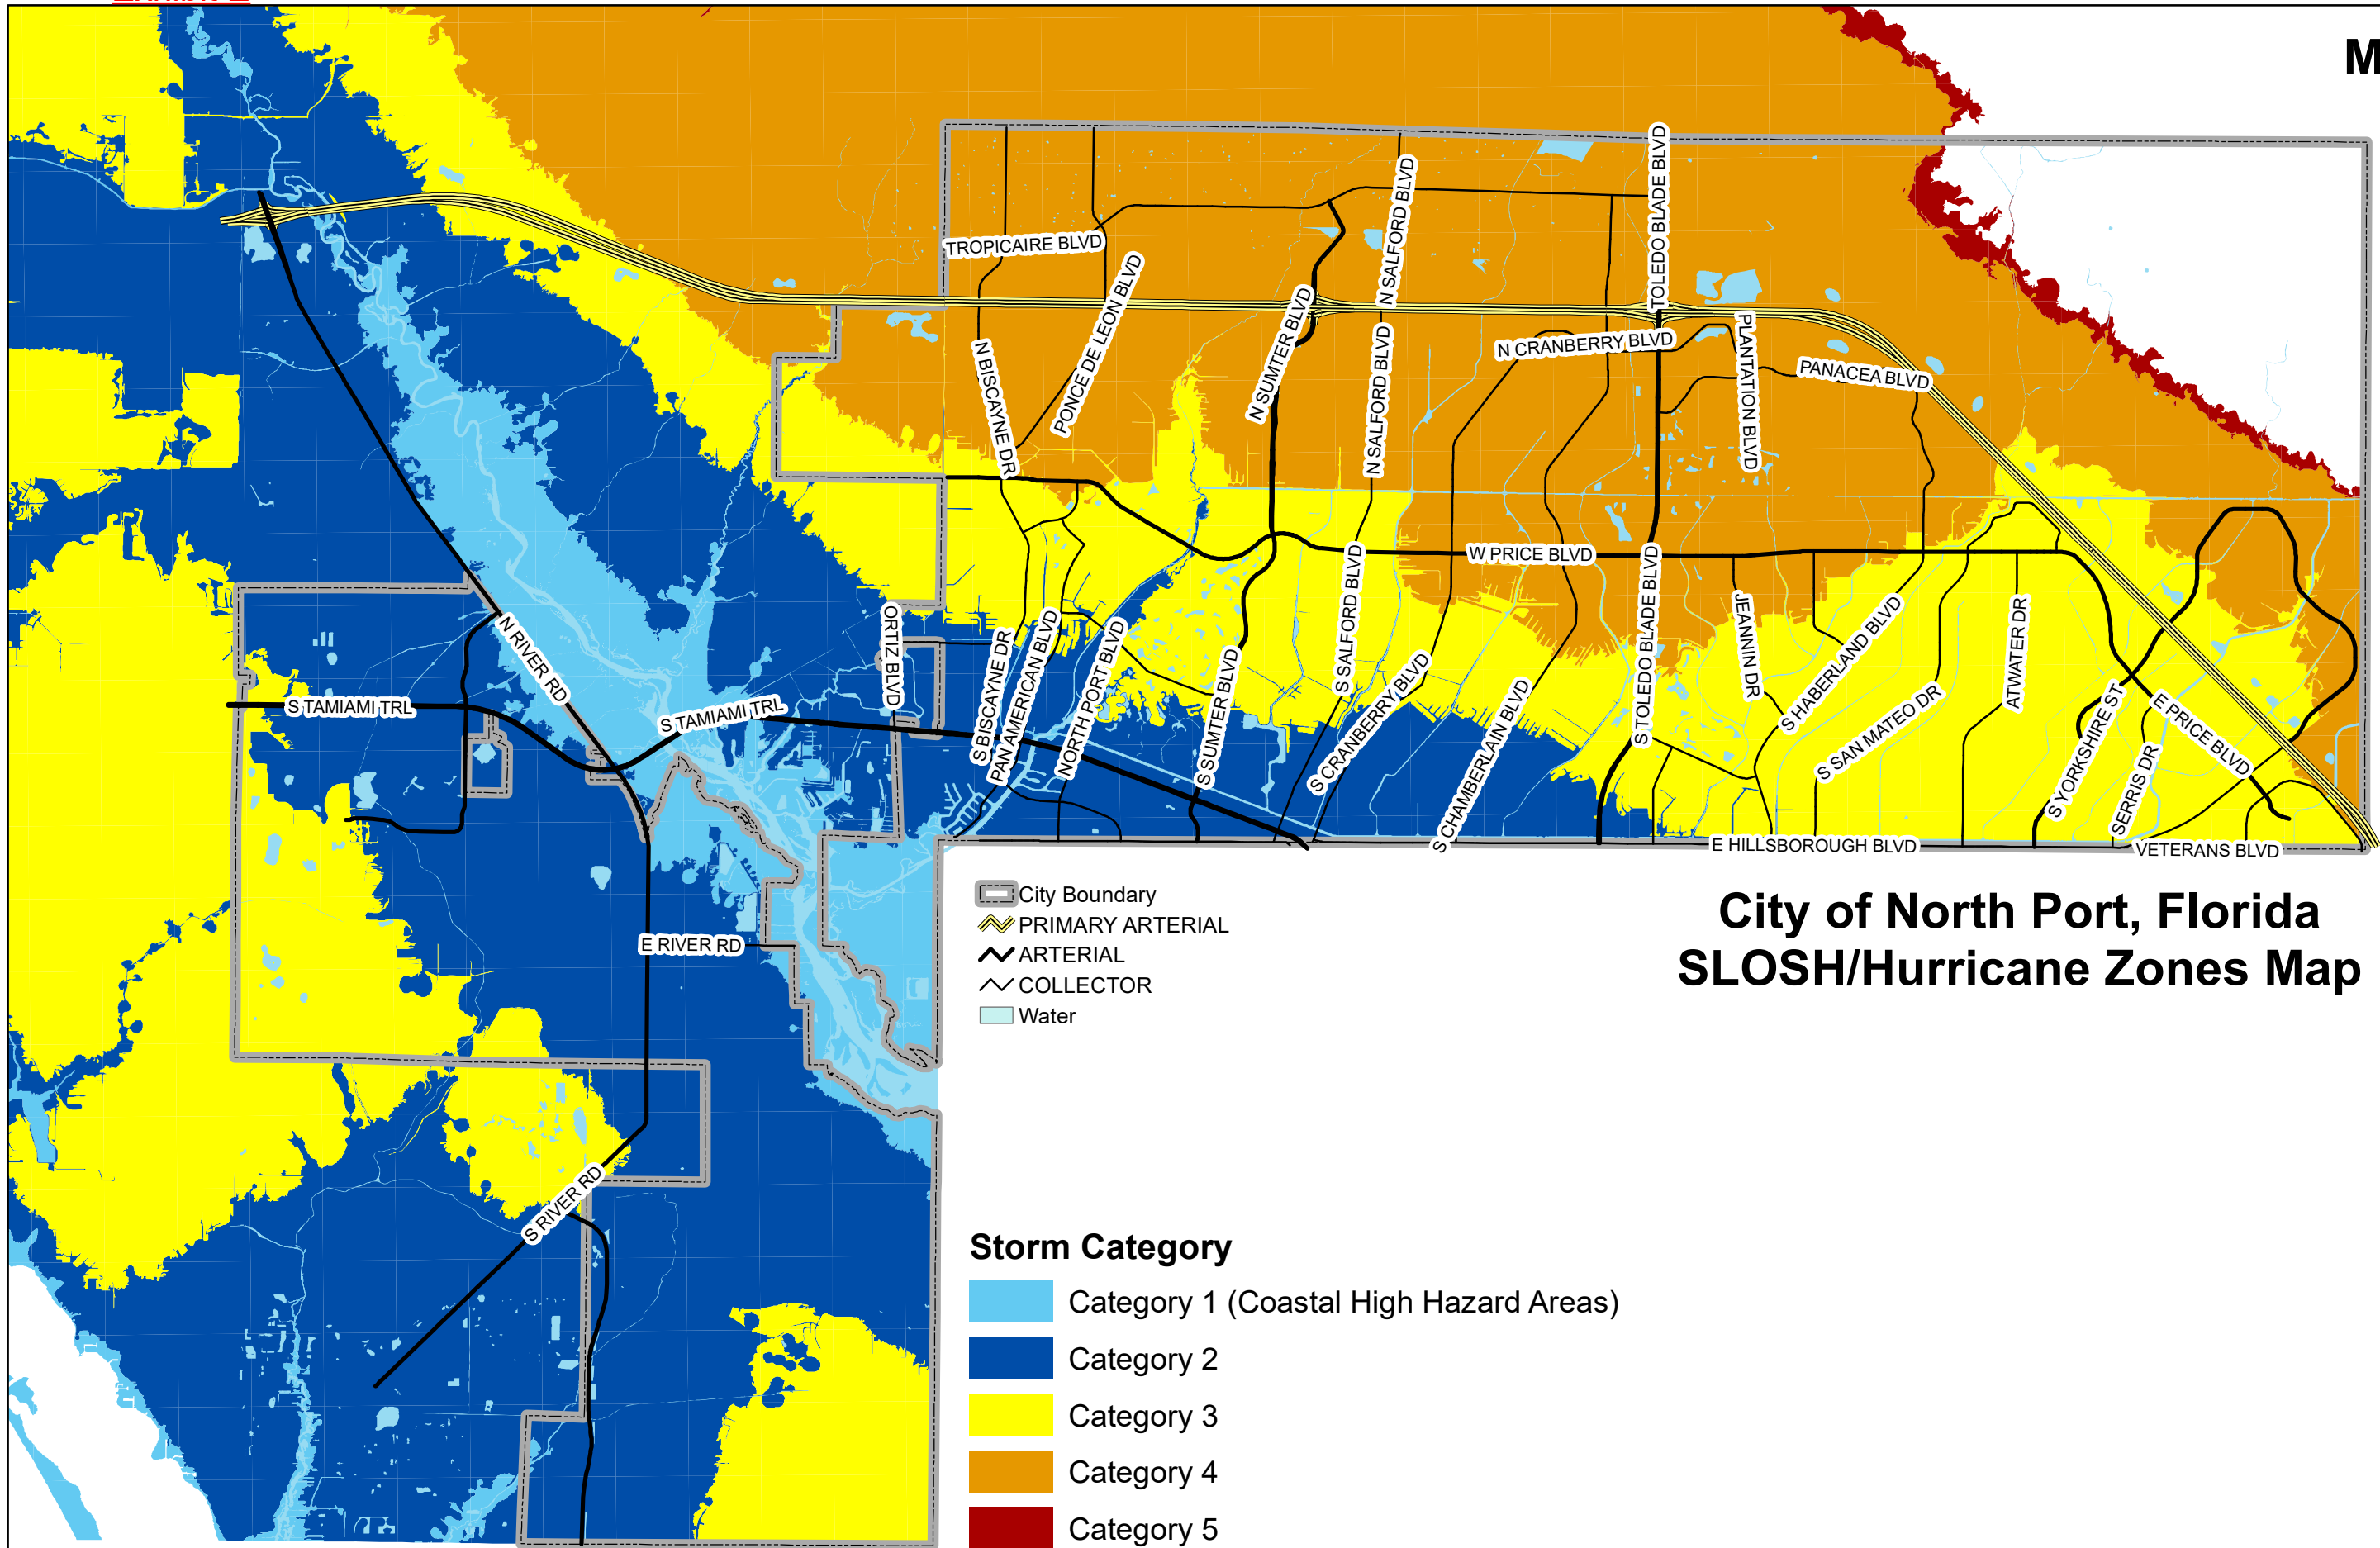 M
TOLEDO BLADE BLVD
N SALFORD BLVD
TROPICAIRE BLVD
PONCE DE LEON BLVD
N SUMTER BLVD
N BISCAYNE DR
N SALFORD BLVD
N CRANBERRY BLVD
PLANTATION BLVD
PANACEA BLVD
W PRICE BLVD
ORTIZ BLVD
N RIVER RD
S TAMIAMI TRL
S TAMIAMI TRL
S BISCAYNE DR
PAN AMERICAN BLVD
NORTH PORT BLVD
S SUMTER BLVD
S SALFORD BLVD
S CRANBERRY BLVD
S CHAMBERLAIN BLVD
S TOLEDO BLADE BLVD
JEANNIN DR
S HABERLAND BLVD
S SAN MATEO DR
ATWATER DR
S YORKSHIRE ST
SERRIS DR
E PRICE BLVD
E HILLSBOROUGH BLVD
VETERANS BLVD
E RIVER RD
S RIVER RD
City Boundary
PRIMARY ARTERIAL
ARTERIAL
COLLECTOR
Water
City of North Port, Florida
SLOSH/Hurricane Zones Map
Storm Category
Category 1 (Coastal High Hazard Areas)
Category 2
Category 3
Category 4
Category 5